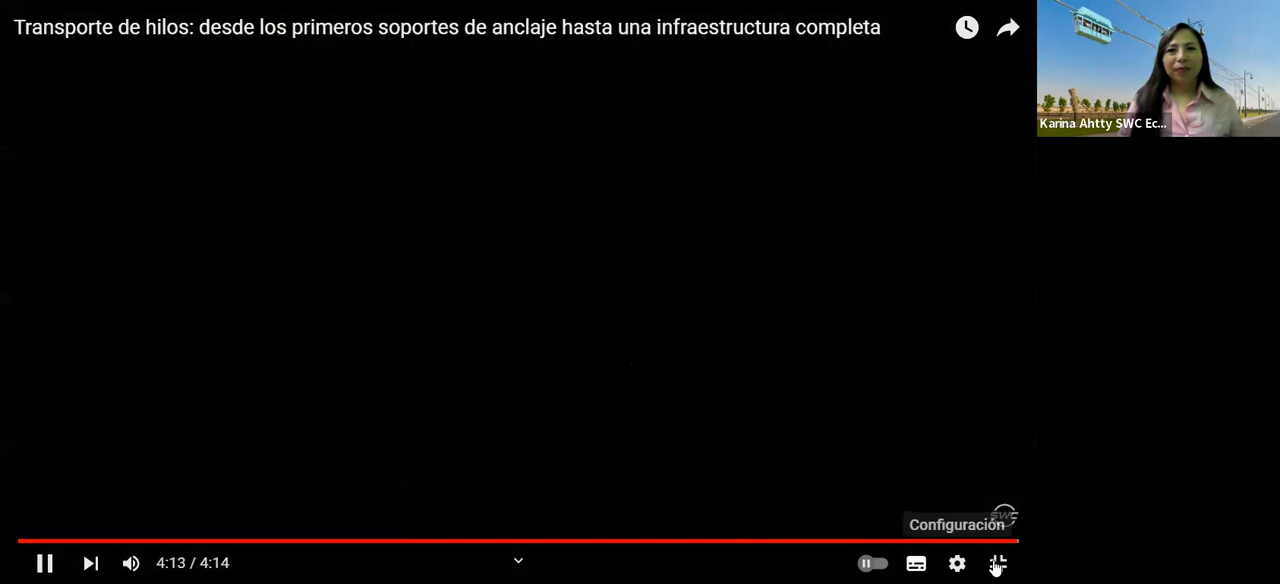 Transporte de hilos: desde los primeros soportes de anclaje hasta una infraestructura completa
Karina Ahtty SWC Ec...
SWC
Configuración
4:13 / 4:14